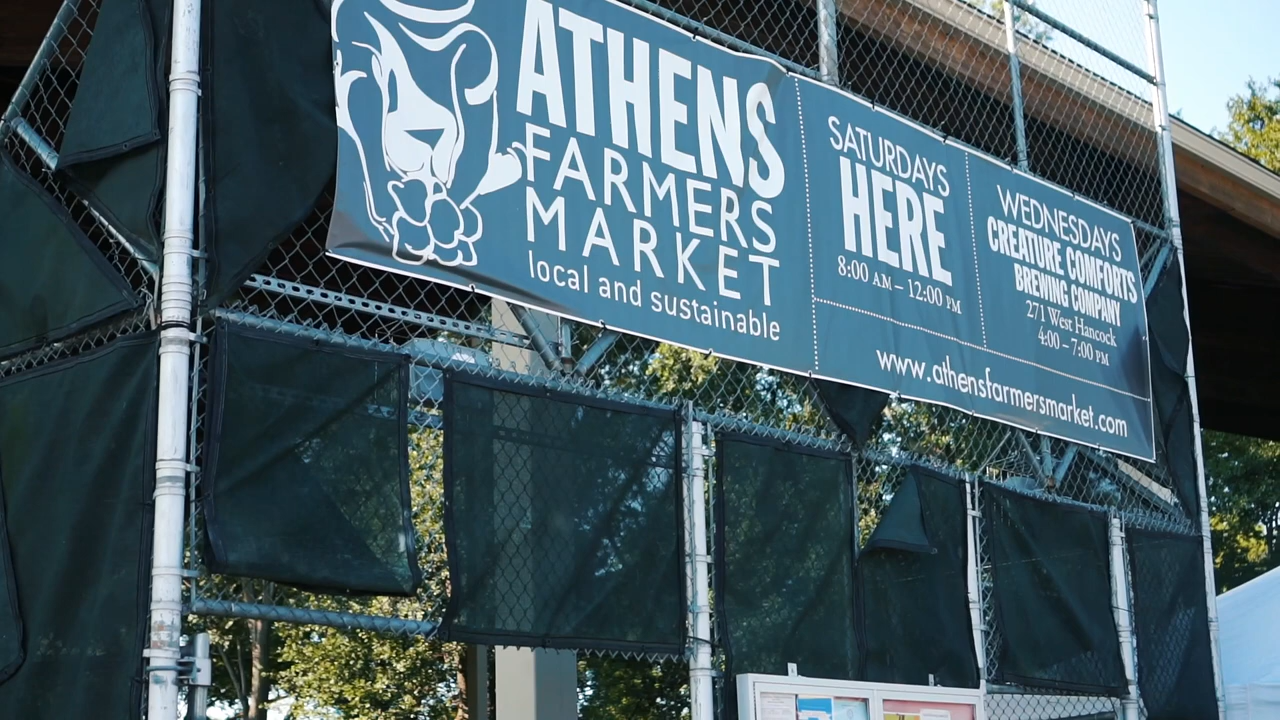 ATHENS
FARMERS
MARKET
local and sustainable
SATURDAYS
HERE
8:00 AM – 12:00 PM
WEDNESDAYS
CREATURE COMFORTS
BREWING COMPANY
271 West Hancock
4:00 – 7:00 PM
www.athensfarmersmarket.com